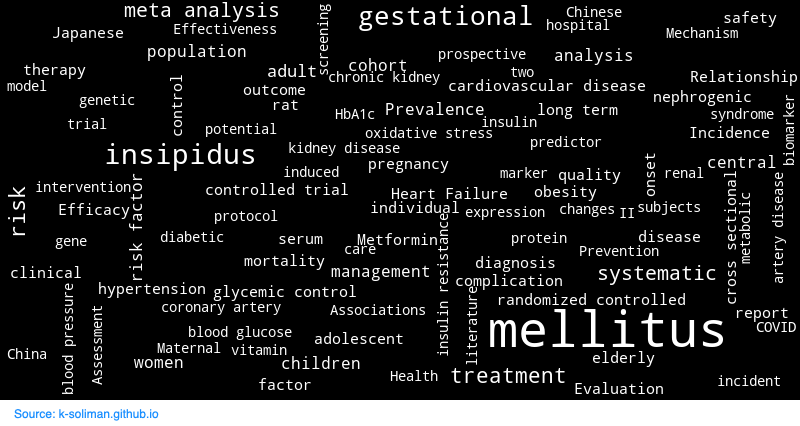 meta analysis
gestational
Chinese
screening
safety
Japanese
Effectiveness
hospital
Mechanism
population
prospective
analysis
cohort
therapy
adult
chronic kidney
two
Relationship
model
control
outcome
cardiovascular disease
nephrogenic
genetic
rat
HbA1c
Prevalence
long term
syndrome
biomarker
trial
potential
insulin
oxidative stress
predictor
Incidence
insipidus
kidney disease
pregnancy
onset
central
induced
marker
quality
renal
risk
intervention
risk factor
controlled trial
Heart Failure
obesity
cross sectional
metabolic
artery disease
Efficacy
protocol
individual
expression
changes
II
subjects
gene
diabetic
serum
Metformin
insulin resistance
protein
disease
care
Prevention
clinical
mortality
management
diagnosis
systematic
complication
hypertension
glycemic control
literature
randomized controlled
blood pressure
Assessment
coronary artery
Associations
mellitus
report
COVID
blood glucose
adolescent
China
Maternal
vitamin
women
children
elderly
factor
Health
treatment
Evaluation
incident
Source: k-soliman.github.io